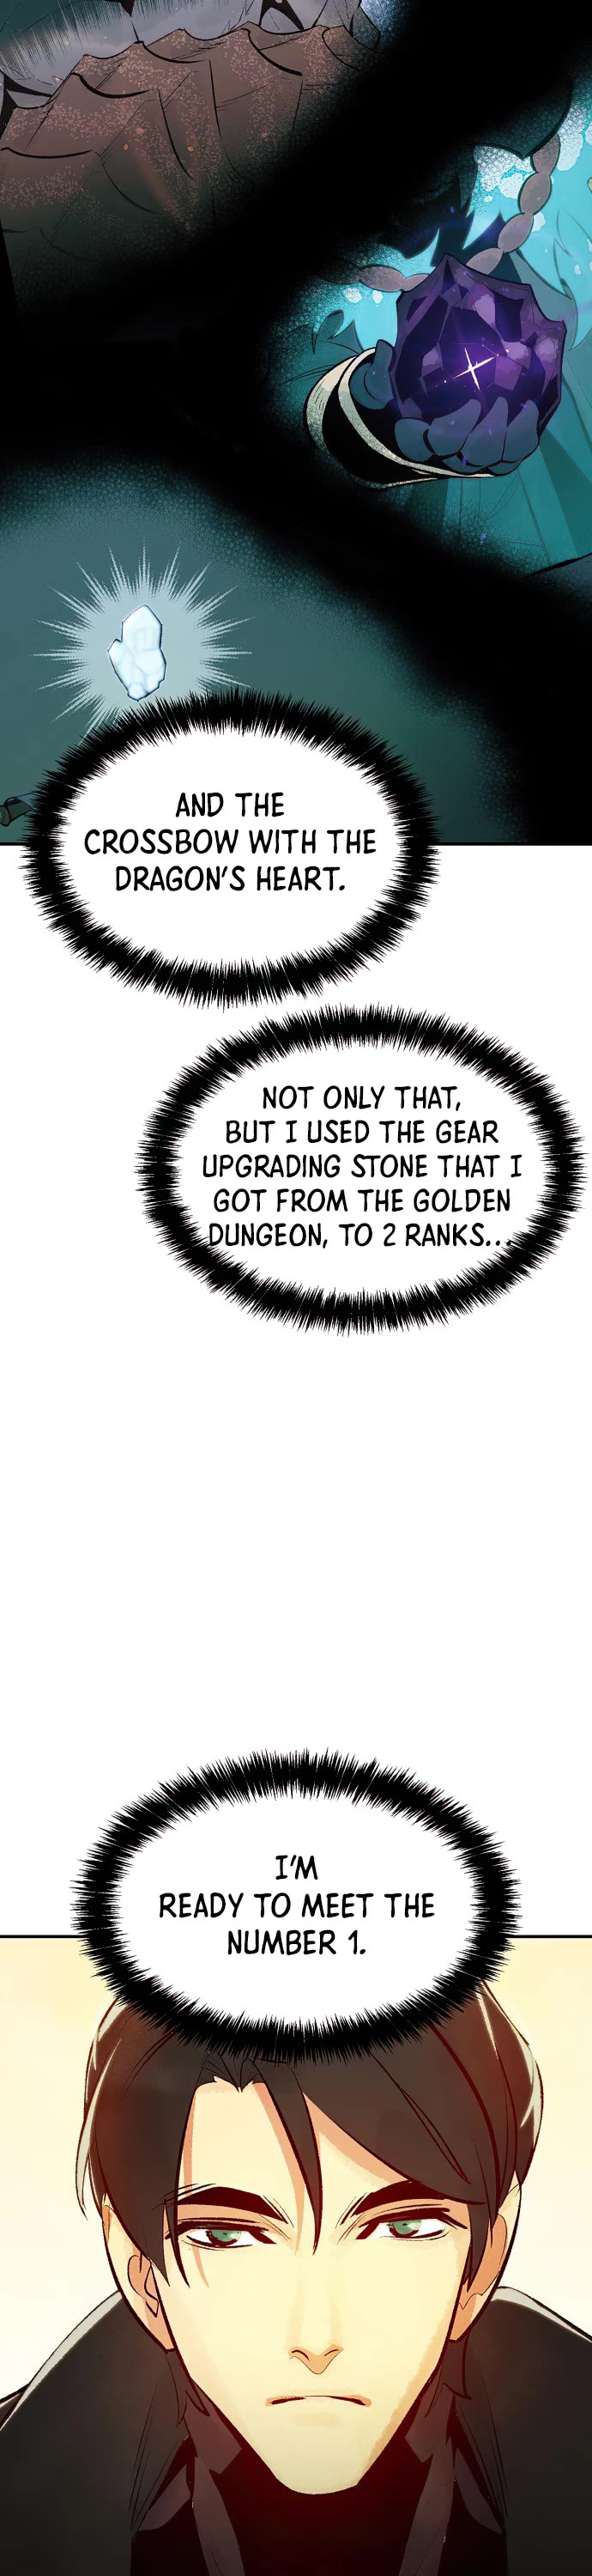 AND THE
CROSSBOW WITH THE
DRAGON'S HEART.
NOT ONLY THAT,
BUT I USED THE GEAR
UPGRADING STONE THAT I
GOT FROM THE GOLDEN
DUNGEON, TO 2 RANKS...
I'M
READY TO MEET THE
NUMBER 1.